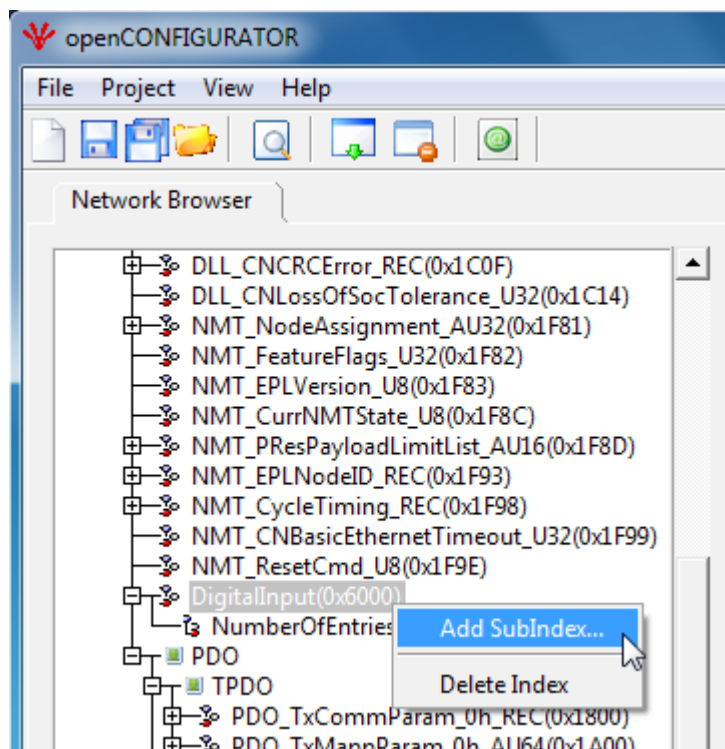 openCONFIGURATOR
File Project View Help
Network Browser
DLL_CNCRCError_REC(0x1C0F)
DLL_CNLossOfSocTolerance_U32(0x1C14)
NMT_NodeAssignment_AU32(0x1F81)
NMT_FeatureFlags_U32(0x1F82)
NMT_EPLVersion_U8(0x1F83)
NMT_CurrNMTState_U8(0x1F8C)
NMT_PResPayloadLimitList_AU16(0x1F8D)
NMT_EPLNodeID_REC(0x1F93)
NMT_CycleTiming_REC(0x1F98)
NMT_CNBasicEthernetTimeout_U32(0x1F99)
NMT_ResetCmd_U8(0x1F9E)
DigitalInput(0x6000)
NumberOfEntries
Add SubIndex...
PDO
TPDO
Delete Index
PDO_TxCommParam_0h_REC(0x1800)
PDO_TxMappParam_0h_AU64(0x1A00)